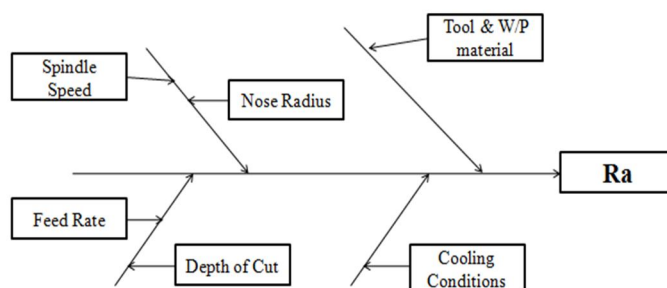 Tool & W/P
material
Spindle
Speed
Nose Radius
Ra
Feed Rate
Depth of Cut
Cooling
Conditions